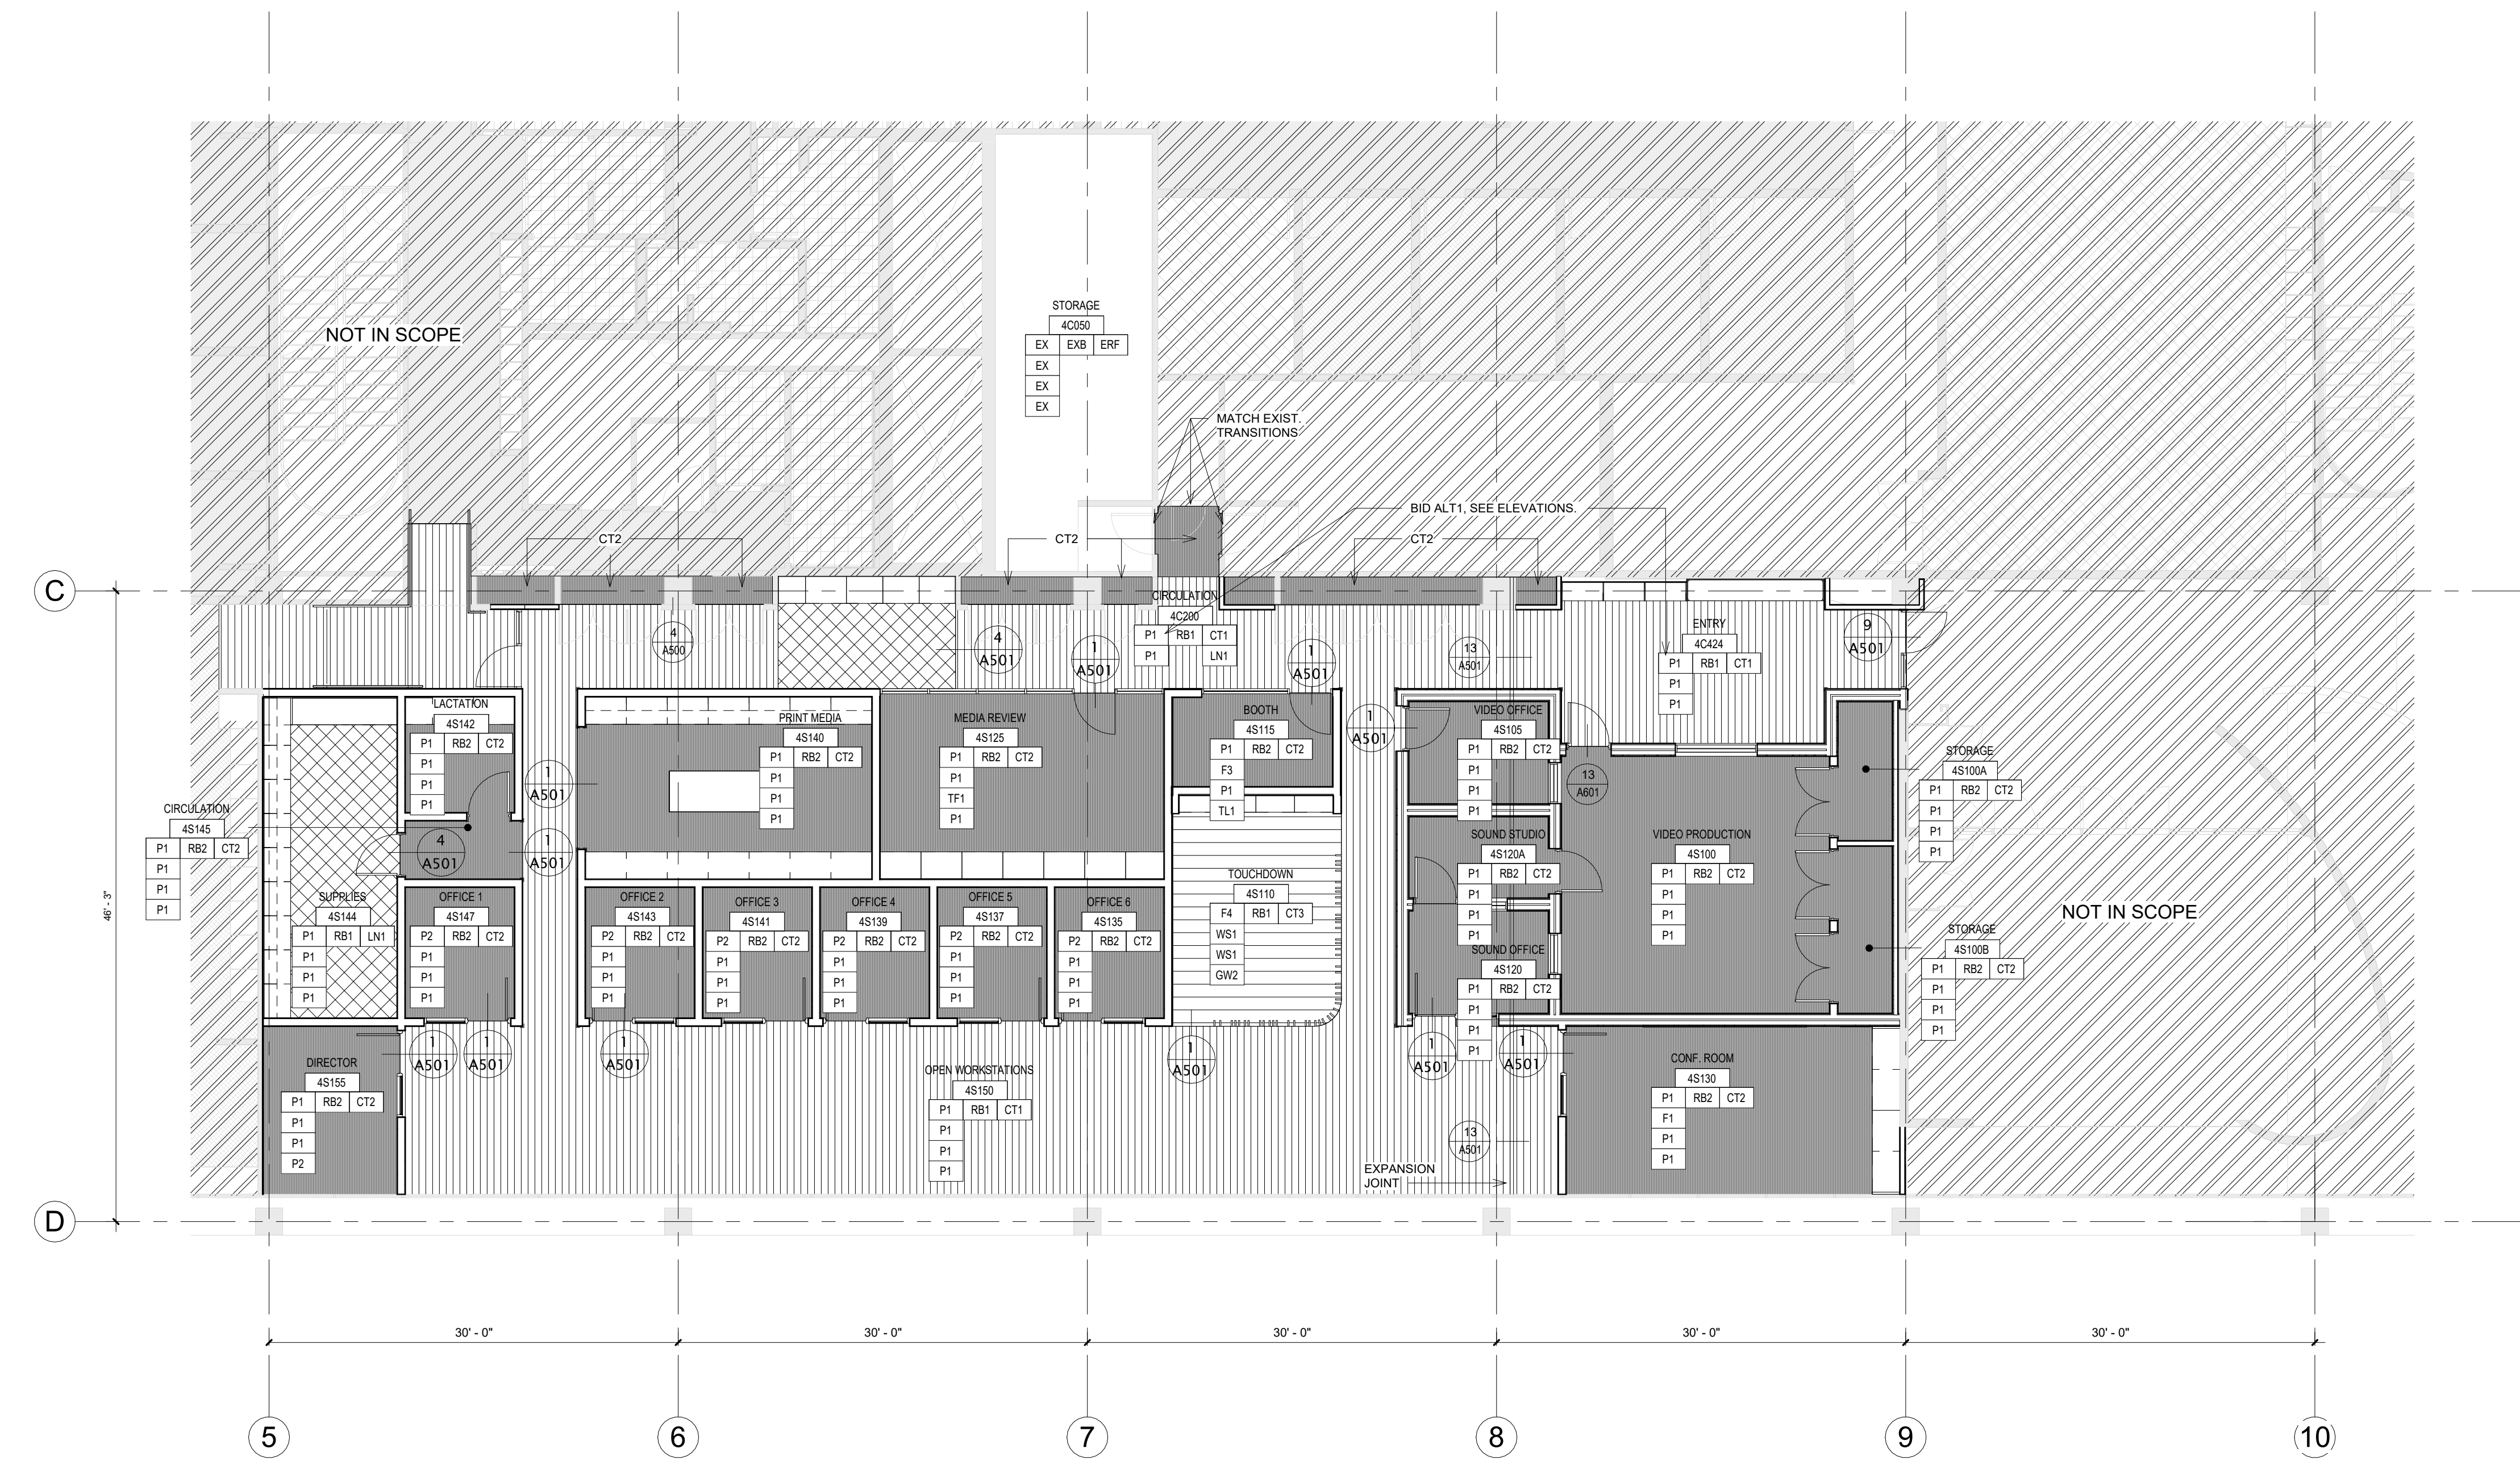 STORAGE
4C050
EX EXB ERF
EX
EX
EX
NOT IN SCOPE
MATCH EXIST.
TRANSITIONS
BID ALT1, SEE ELEVATIONS.
CT2
CT2
CT2
C
CIRCULATION
4C200
P1 RB1 CT1
P1 LN1
4
A500
4
A501
1
A501
1
A501
13
A501
ENTRY
4C424
P1 RB1 CT1
P1
P1
9
A501
LACTATION
4S142
P1 RB2 CT2
P1
P1
P1
1
A501
PRINT MEDIA
4S140
P1 RB2 CT2
P1
P1
P1
MEDIA REVIEW
4S125
P1 RB2 CT2
P1
TF1
P1
BOOTH
4S115
P1 RB2 CT2
F3
P1
TL1
1
A501
VIDEO OFFICE
4S105
P1 RB2 CT2
P1
P1
P1
13
A601
STORAGE
4S100A
P1 RB2 CT2
P1
P1
P1
CIRCULATION
4S145
P1 RB2 CT2
P1
P1
P1
4
A501
1
A501
SOUND STUDIO
4S120A
P1 RB2 CT2
P1
P1
P1
VIDEO PRODUCTION
4S100
P1 RB2 CT2
P1
P1
P1
46' - 3"
SUPPLIES
4S144
P1 RB1 LN1
P1
P1
P1
OFFICE 1
4S147
P2 RB2 CT2
P1
P1
P1
OFFICE 2
4S143
P2 RB2 CT2
P1
P1
P1
OFFICE 3
4S141
P2 RB2 CT2
P1
P1
P1
OFFICE 4
4S139
P2 RB2 CT2
P1
P1
P1
OFFICE 5
4S137
P2 RB2 CT2
P1
P1
P1
OFFICE 6
4S135
P2 RB2 CT2
P1
P1
P1
TOUCHDOWN
4S110
F4 RB1 CT3
WS1
WS1
GW2
SOUND OFFICE
4S120
P1 RB2 CT2
P1
P1
P1
NOT IN SCOPE
STORAGE
4S100B
P1 RB2 CT2
P1
P1
P1
DIRECTOR
4S155
P1 RB2 CT2
P1
P1
P2
1
A501
1
A501
1
A501
OPEN WORKSTATIONS
4S150
P1 RB1 CT1
P1
P1
P1
1
A501
1
A501
1
A501
13
A501
CONF. ROOM
4S130
P1 RB2 CT2
F1
P1
P1
EXPANSION
JOINT
D
30' - 0" 30' - 0" 30' - 0" 30' - 0" 30' - 0"
5 6 7 8 9 10